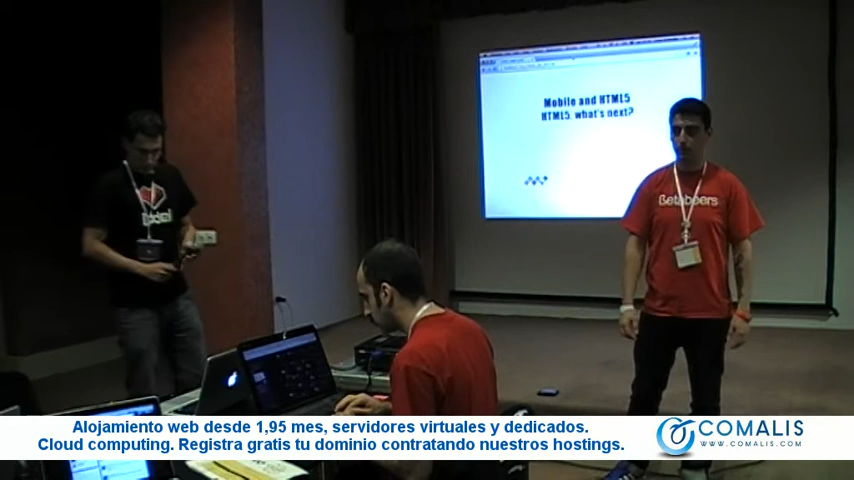 Mobile and HTML5
HTML5, what's next?
Betabeers
Alojamiento web desde 1,95 mes, servidores virtuales y dedicados.
Cloud computing. Registra gratis tu dominio contratando nuestros hostings.
COMALIS
WWW.COMALIS.COM